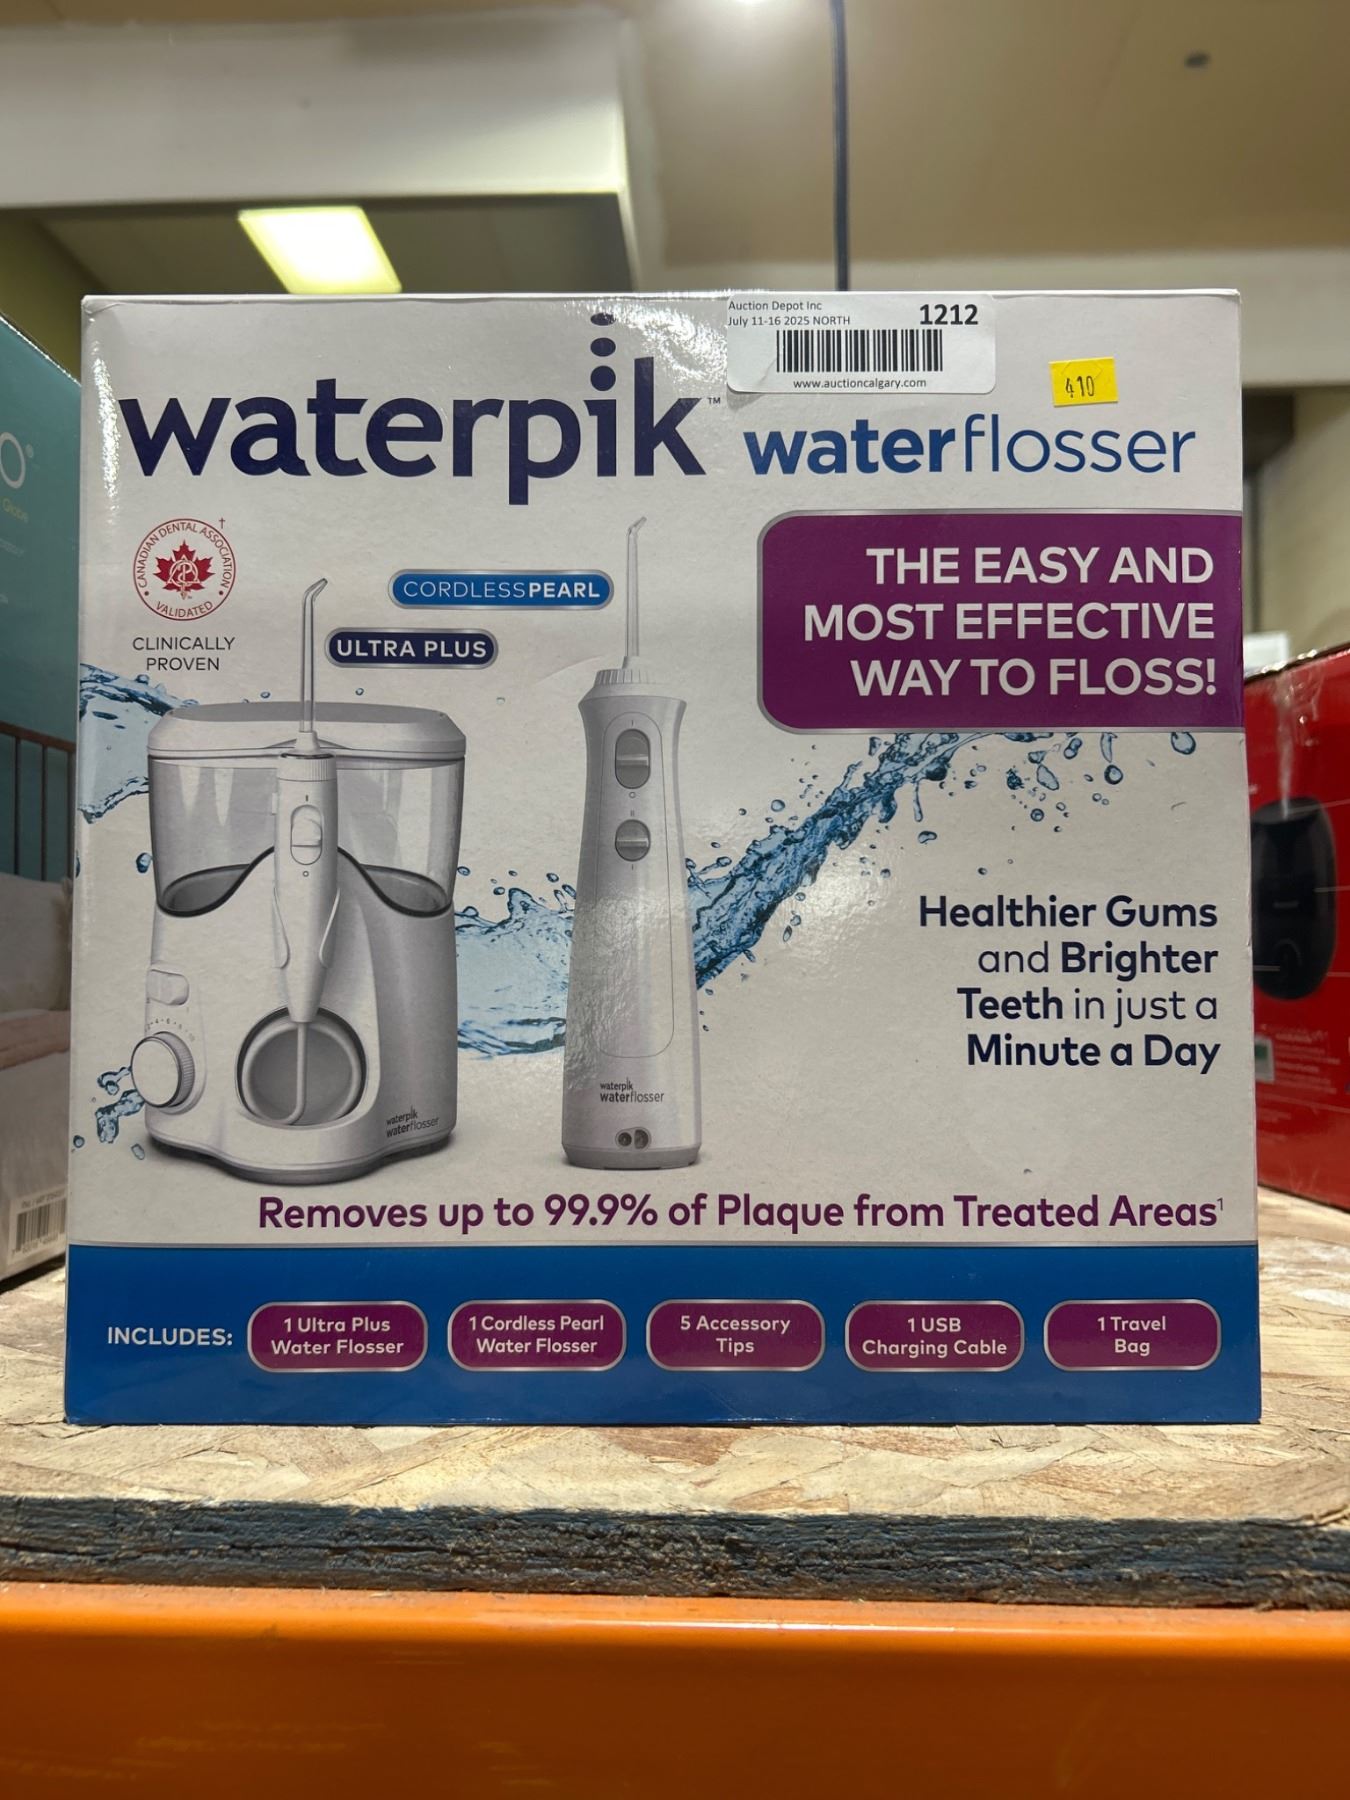 Auction Depot Inc
July 11-16 2025 NORTH
1212
www.auctioncalgary.com
410
waterpik™
waterflosser
CANADIAN DENTAL ASSOCIATION†
VALIDATED
CLINICALLY
PROVEN
CORDLESSPEARL
ULTRA PLUS
THE EASY AND
MOST EFFECTIVE
WAY TO FLOSS!
Healthier Gums
and Brighter
Teeth in just a
Minute a Day
waterpik
waterflosser
waterpik
waterflosser
Removes up to 99.9% of Plaque from Treated Areas¹
INCLUDES:
1 Ultra Plus
Water Flosser
1 Cordless Pearl
Water Flosser
5 Accessory
Tips
1 USB
Charging Cable
1 Travel
Bag